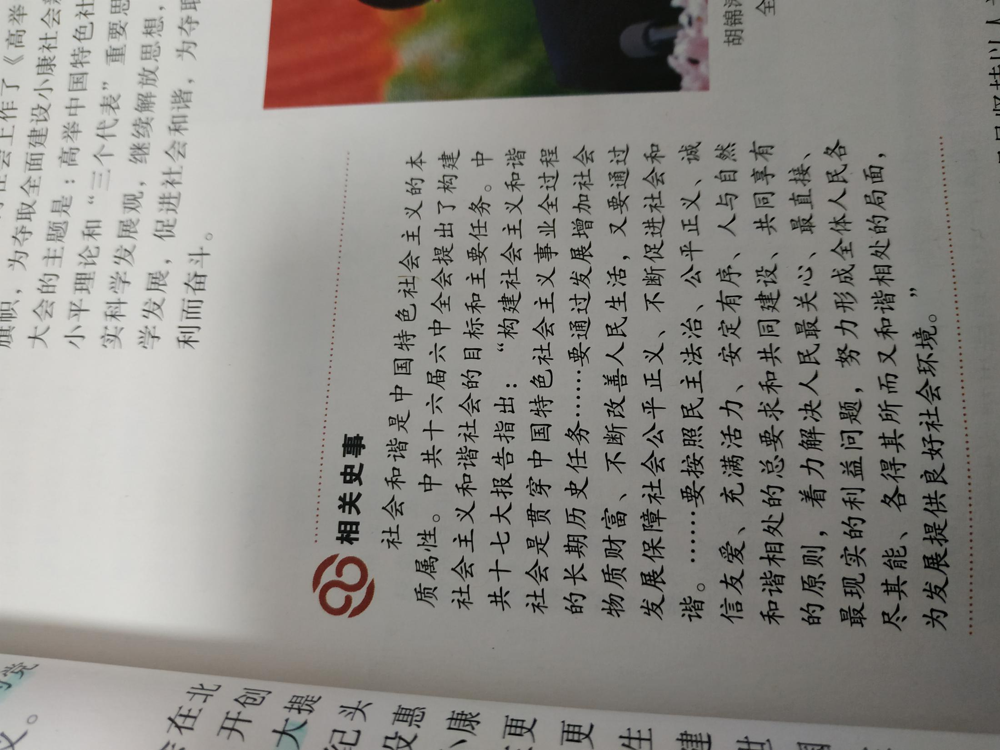 在会上作了《高举
旗帜，为夺取全面建设小康社会
大会的主题是：高举中国特色社
小平理论和“三个代表”重要思
实科学发展观，继续解放思想，
学发展，促进社会和谐，为夺取
利而奋斗。
胡锦
全
相关史事
社会和谐是中国特色社会主义的本
质属性。中共十六届六中全会提出了构建
社会主义和谐社会的目标和主要任务。中
共十七大报告指出：“构建社会主义和谐
社会是贯穿中国特色社会主义事业全过程
的长期历史任务……要通过发展增加社会
物质财富、不断改善人民生活，又要通过
发展保障社会公平正义、不断促进社会和
谐。……要按照民主法治、公平正义、诚
信友爱、充满活力、安定有序、人与自然
和谐相处的总要求和共同建设、共同享有
的原则，着力解决人民最关心、最直接、
最现实的利益问题，努力形成全体人民各
尽其能、各得其所而又和谐相处的局面，
为发展提供良好社会环境。”
党
。
在北
开创
大提
记头
设惠
小康
更
更
生
建
世